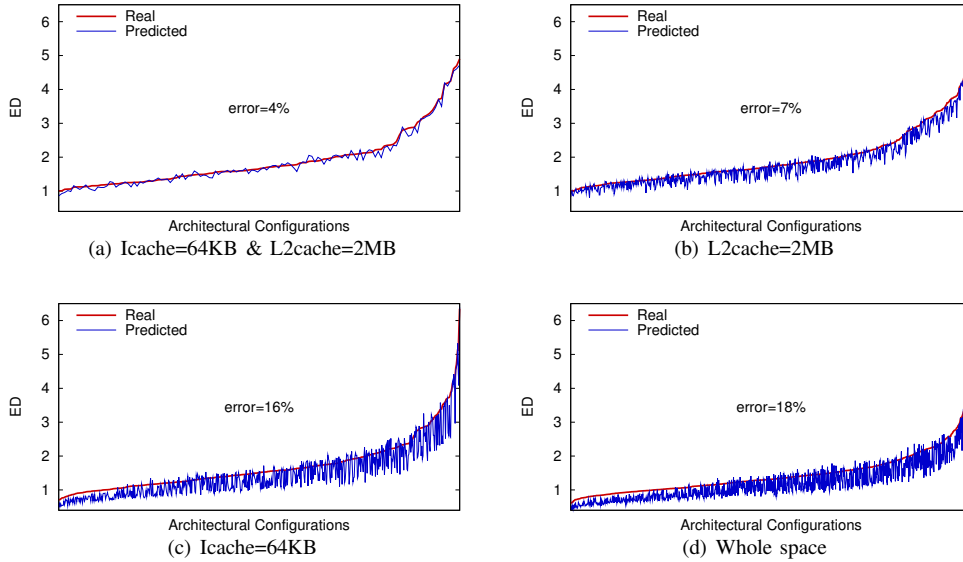 6
5
4
3
2
1
ED
Real
Predicted
error=4%
Architectural Configurations
(a) Icache=64KB & L2cache=2MB
6
5
4
3
2
1
ED
Real
Predicted
error=7%
Architectural Configurations
(b) L2cache=2MB
6
5
4
3
2
1
ED
Real
Predicted
error=16%
Architectural Configurations
(c) Icache=64KB
6
5
4
3
2
1
ED
Real
Predicted
error=18%
Architectural Configurations
(d) Whole space